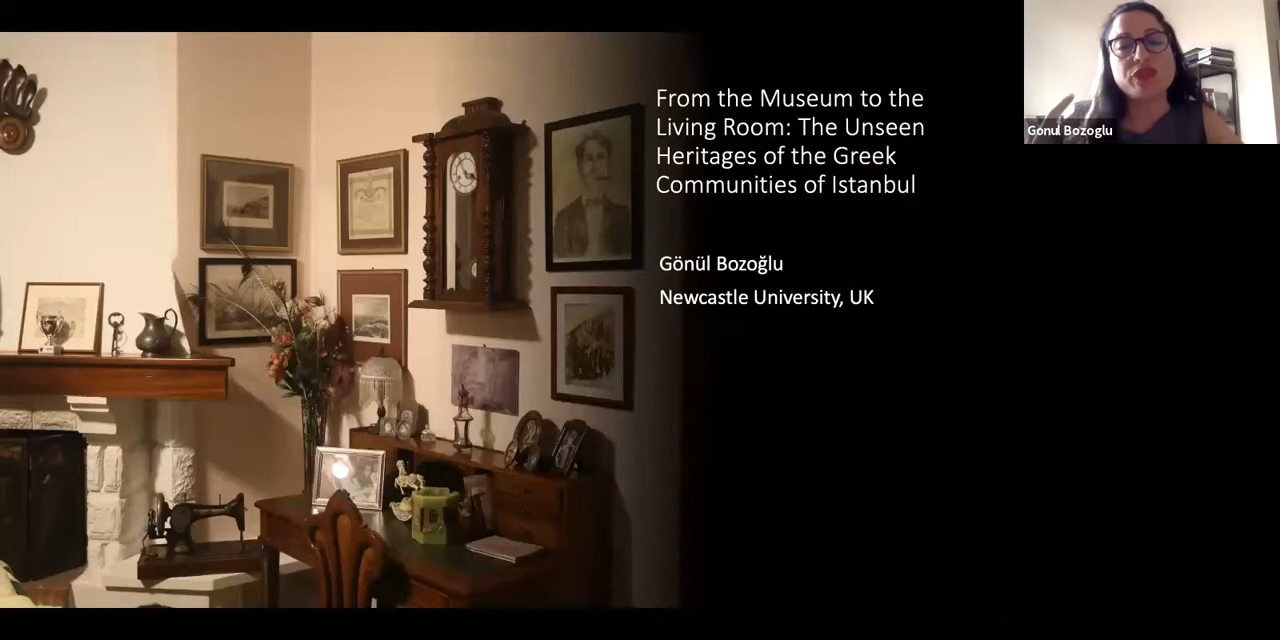 From the Museum to the
Living Room: The Unseen
Heritages of the Greek
Communities of Istanbul
Gönül Bozoğlu
Newcastle University, UK
Gonul Bozoglu